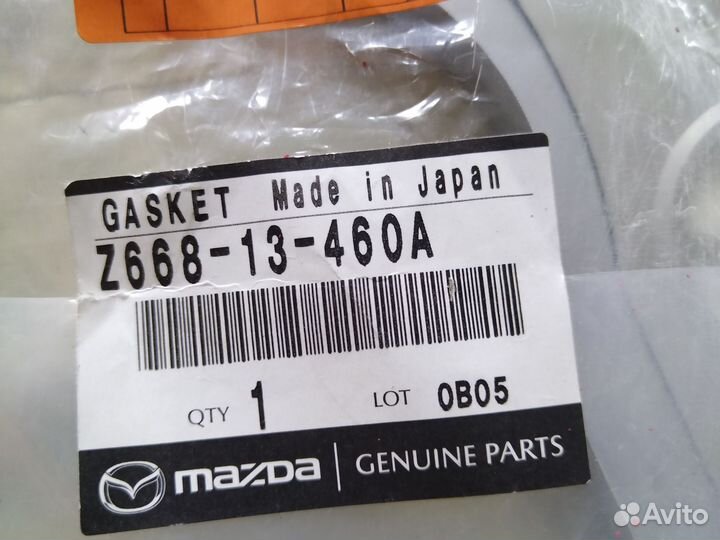 GASKET Made in Japan
Z668-13-460A
QTY 1 LOT 0B05
mazda GENUINE PARTS
Avito